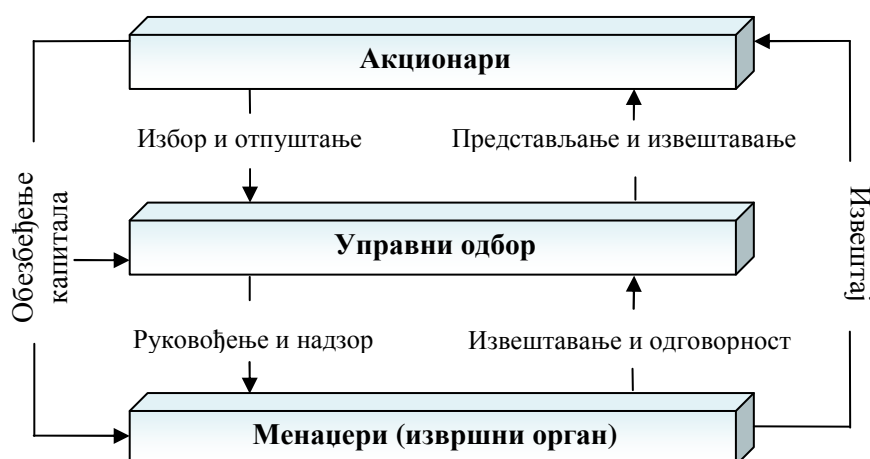 Акционари
Избор и отпуштање
Представљање и извештавање
Обезбеђење
капитала
Управни одбор
Извештај
Руковођење и надзор
Извештавање и одговорност
Менаџери (извршни орган)